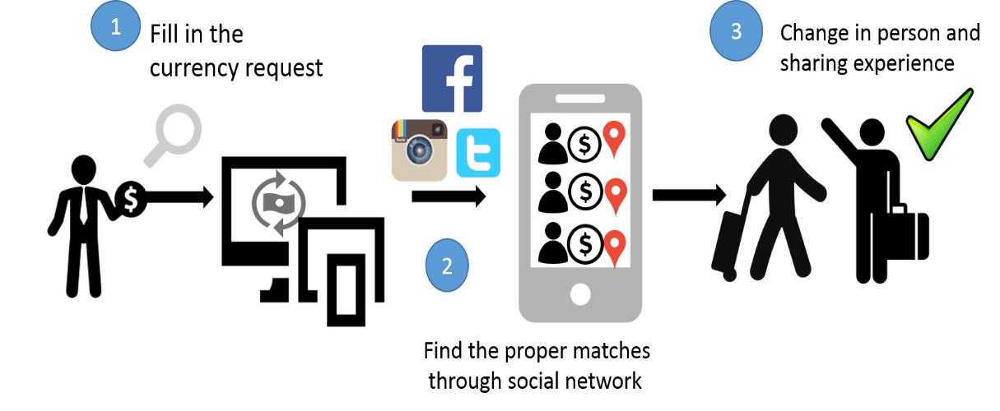 1
Fill in the
currency request
2
Find the proper matches
through social network
3
Change in person and
sharing experience
$
$
$
$